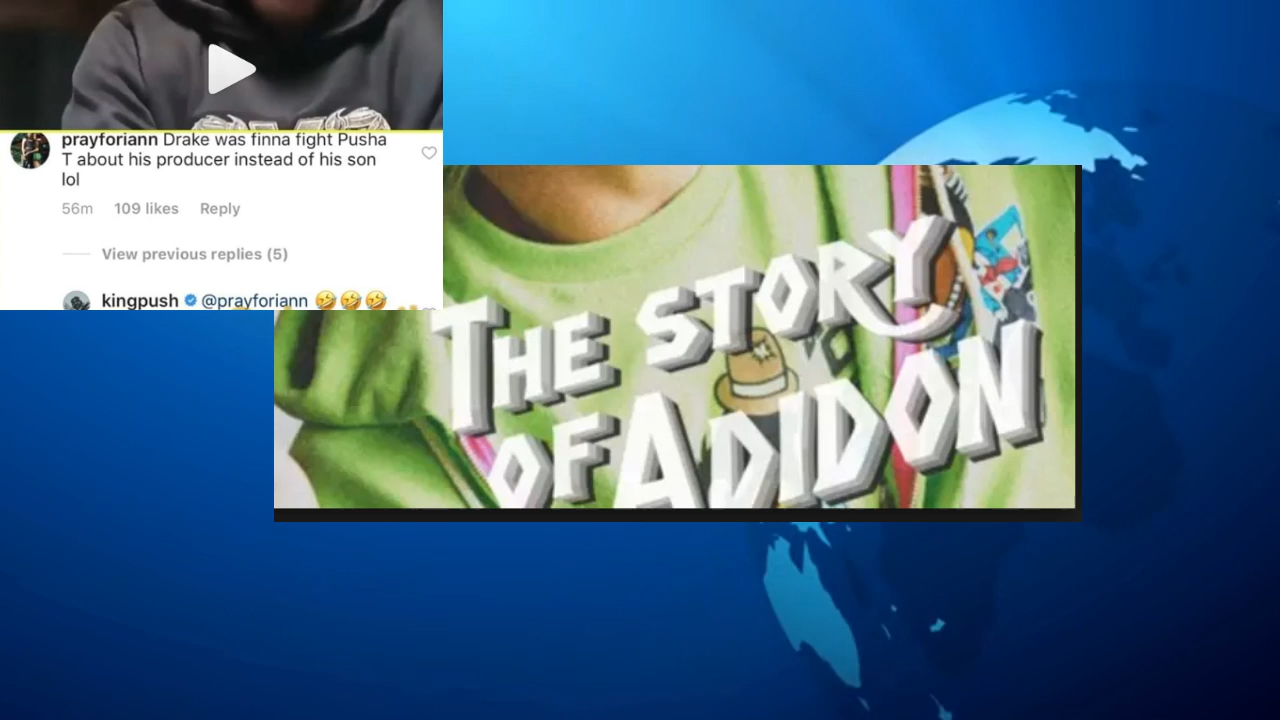 prayforiann Drake was finna fight Pusha
T about his producer instead of his son
lol
56m 109 likes Reply
View previous replies (5)
kingpush @prayforiann 🤣🤣🤣
THE STORY
OF ADIDON